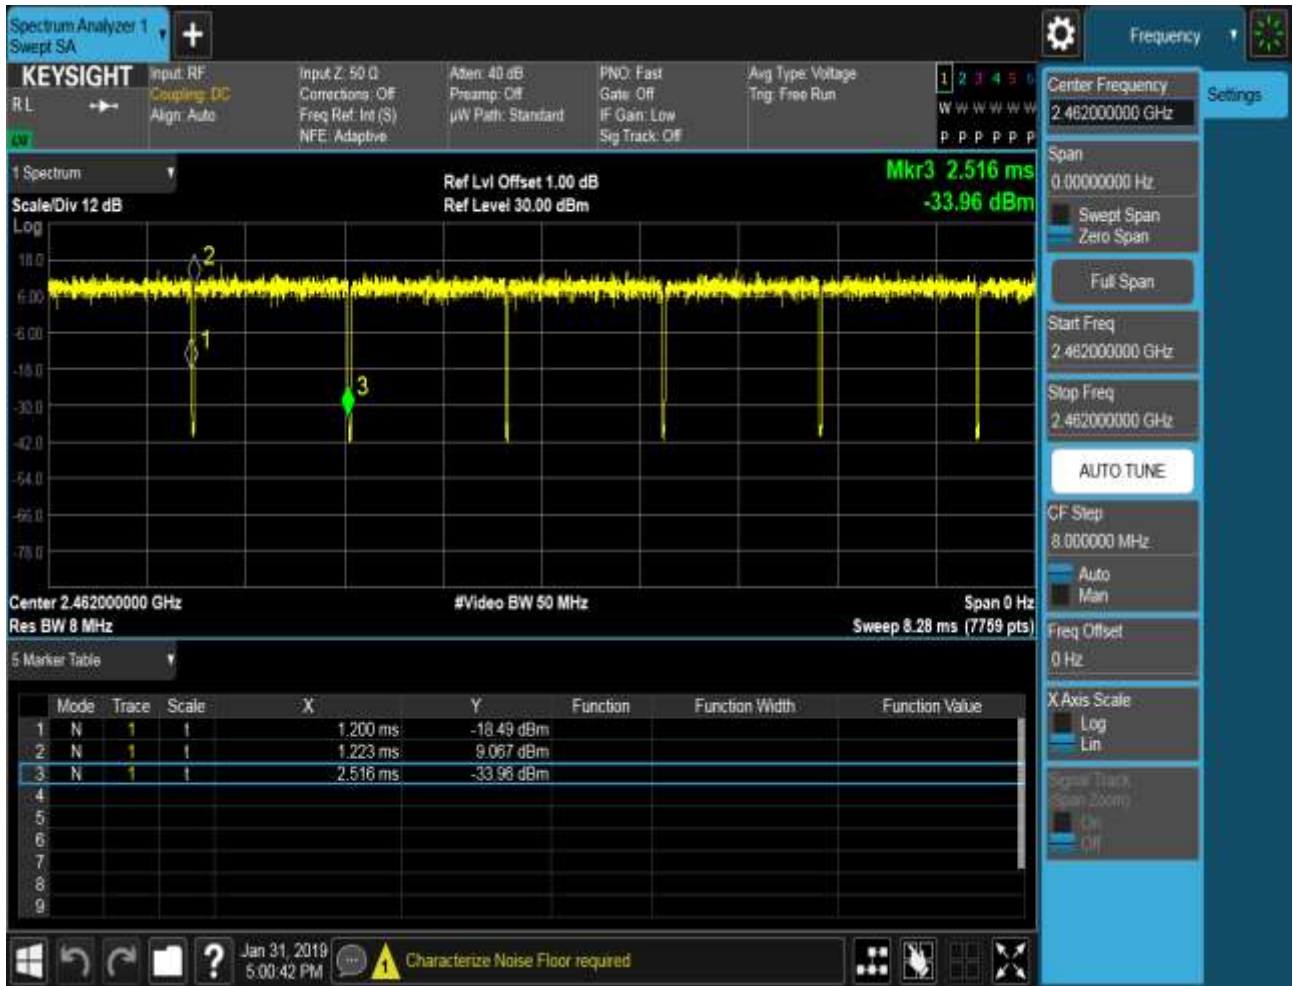 Spectrum Analyzer 1
Swept SA
+
Frequency
KEYSIGHT
Input: RF
Input Z: 50 Ω
Atten: 40 dB
PNO: Fast
Avg Type: Voltage
1 2 3 4 5 6
RL
Coupling: DC
Corrections: Off
Preamp: Off
Gate: Off
Trig: Free Run
W W W W W W
Align: Auto
Freq Ref: Int (S)
µW Path: Standard
IF Gain: Low
NFE: Adaptive
Sig Track: Off
P P P P P P
Center Frequency
2.462000000 GHz
Settings
1 Spectrum
Ref Lvl Offset 1.00 dB
Mkr3 2.516 ms
Scale/Div 12 dB
Ref Level 30.00 dBm
-33.96 dBm
Log
18.0
6.00
-6.00
-18.0
-30.0
-42.0
-54.0
-66.0
-78.0
2
1
3
Center 2.462000000 GHz
#Video BW 50 MHz
Span 0 Hz
Res BW 8 MHz
Sweep 8.28 ms (7759 pts)
Span
0.00000000 Hz
Swept Span
Zero Span
Full Span
Start Freq
2.462000000 GHz
Stop Freq
2.462000000 GHz
AUTO TUNE
CF Step
8.000000 MHz
Auto
Man
Freq Offset
0 Hz
X Axis Scale
Log
Lin
Signal Track
(Span Zoom)
On
Off
5 Marker Table
Mode Trace Scale X Y Function Function Width Function Value
1 N 1 t 1.200 ms -18.49 dBm
2 N 1 t 1.223 ms 9.067 dBm
3 N 1 t 2.516 ms -33.96 dBm
4
5
6
7
8
9
?
Jan 31, 2019
5:00:42 PM
1
Characterize Noise Floor required